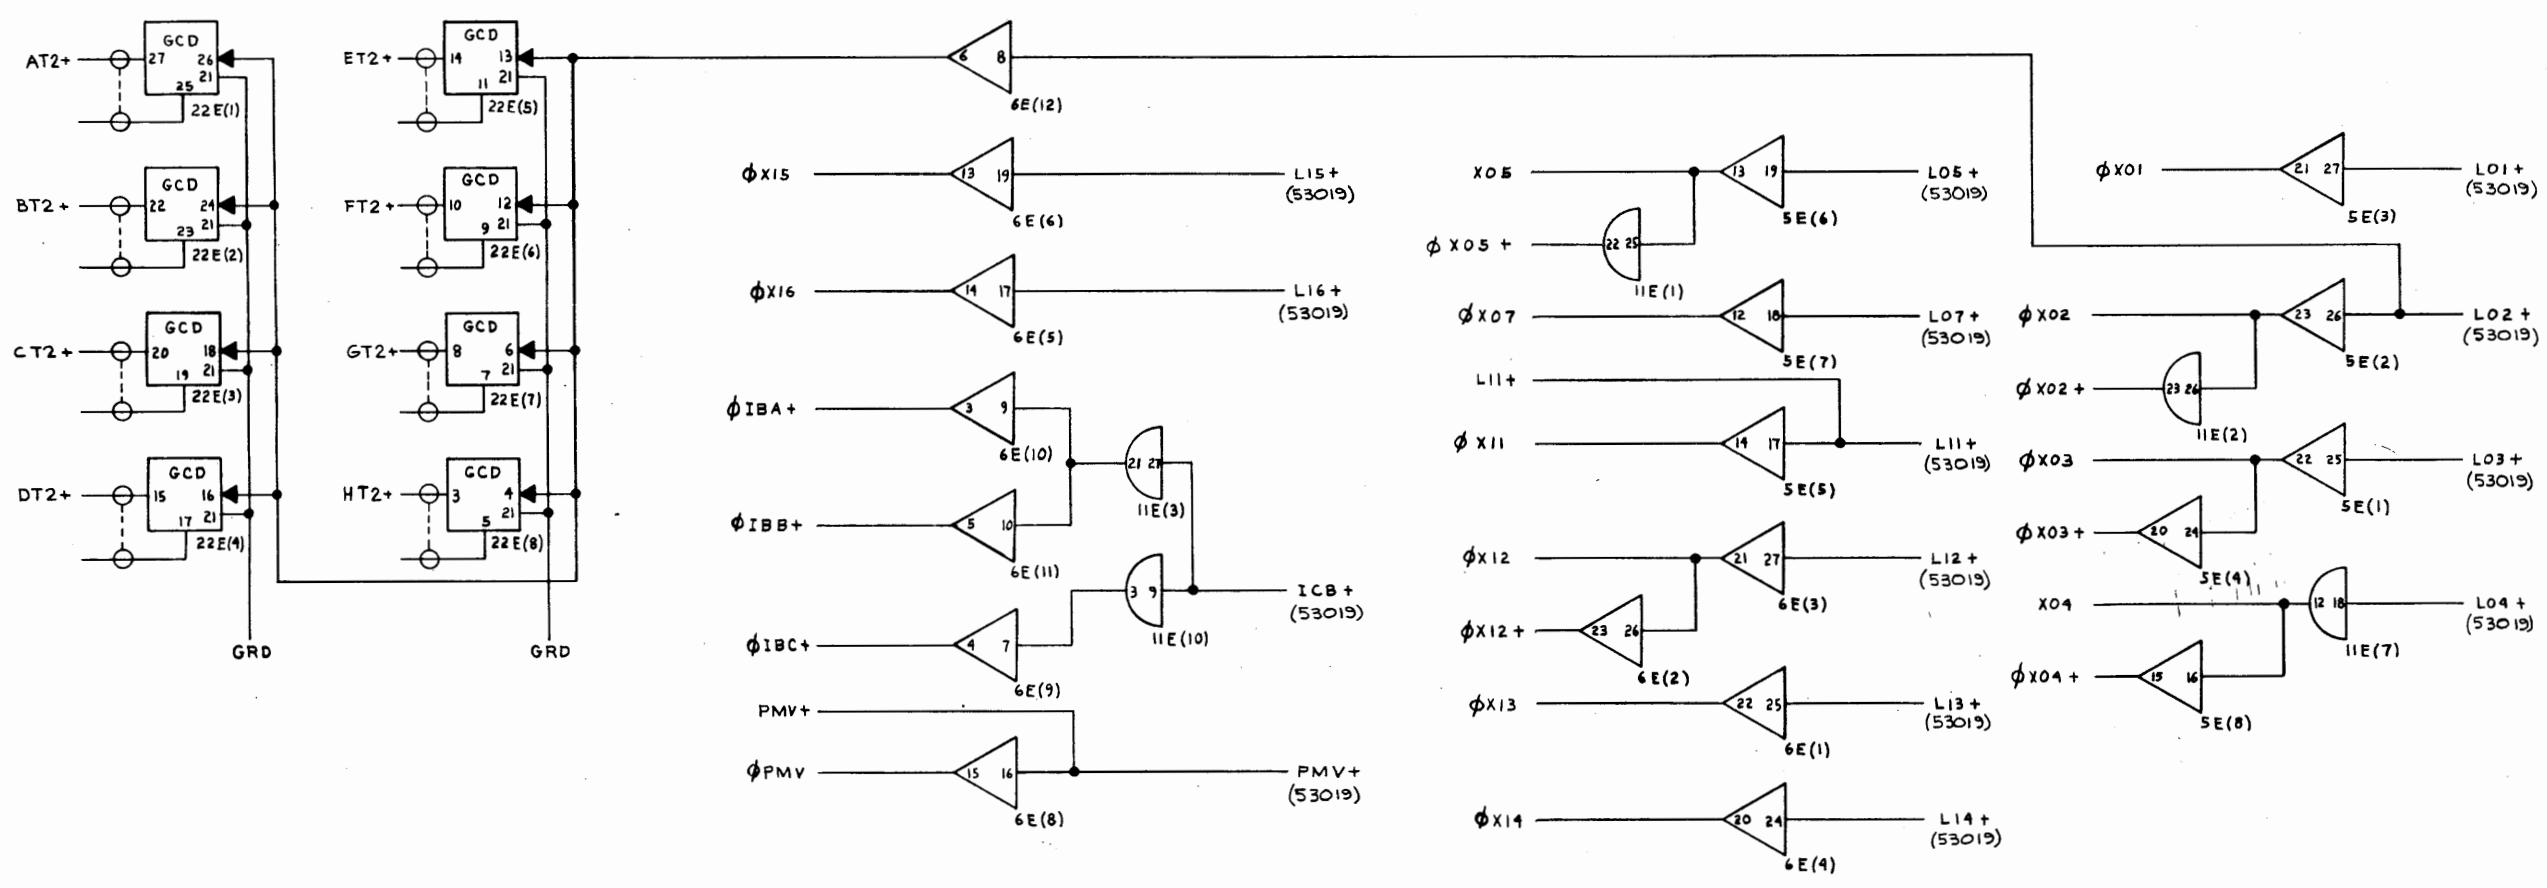 AT2+
GCD
27 26
21
25
22E(1)
BT2+
GCD
22 24
21
23
22E(2)
CT2+
GCD
20 18
21
19
22E(3)
DT2+
GCD
15 16
21
17
22E(4)
GRD
ET2+
GCD
14 13
21
11
22E(5)
FT2+
GCD
10 12
21
9
22E(6)
GT2+
GCD
8 6
21
7
22E(7)
HT2+
GCD
3 4
21
5
22E(8)
GRD
6 8
6E(12)
ϕX15 13 19 L15+
(53019)
6E(6)
ϕX16 14 17 L16+
(53019)
6E(5)
ϕIBA+ 3 9
6E(10)
21 27
11E(3)
ϕIBB+ 5 10
6E(11)
3 9 ICB+
(53019)
11E(10)
ϕIBC+ 4 7
6E(9)
PMV+
ϕPMV 15 16 PMV+
(53019)
6E(8)
X05 13 19 L05+
(53019)
5E(6)
ϕX05+ 22 25
11E(1)
ϕX07 12 18 L07+
(53019)
5E(7)
L11+
ϕX11 14 17 L11+
(53019)
5E(5)
ϕX12 21 27 L12+
(53019)
6E(3)
ϕX12+ 23 26
6E(2)
ϕX13 22 25 L13+
(53019)
6E(1)
ϕX14 20 24 L14+
(53019)
6E(4)
ϕX01 21 27 L01+
(53019)
5E(3)
ϕX02 23 26 L02+
(53019)
5E(2)
ϕX02+ 23 26
11E(2)
ϕX03 22 25 L03+
(53019)
5E(1)
ϕX03+ 20 24
5E(4)
X04 12 18 L04+
(53019)
11E(7)
ϕX04+ 15 16
5E(8)